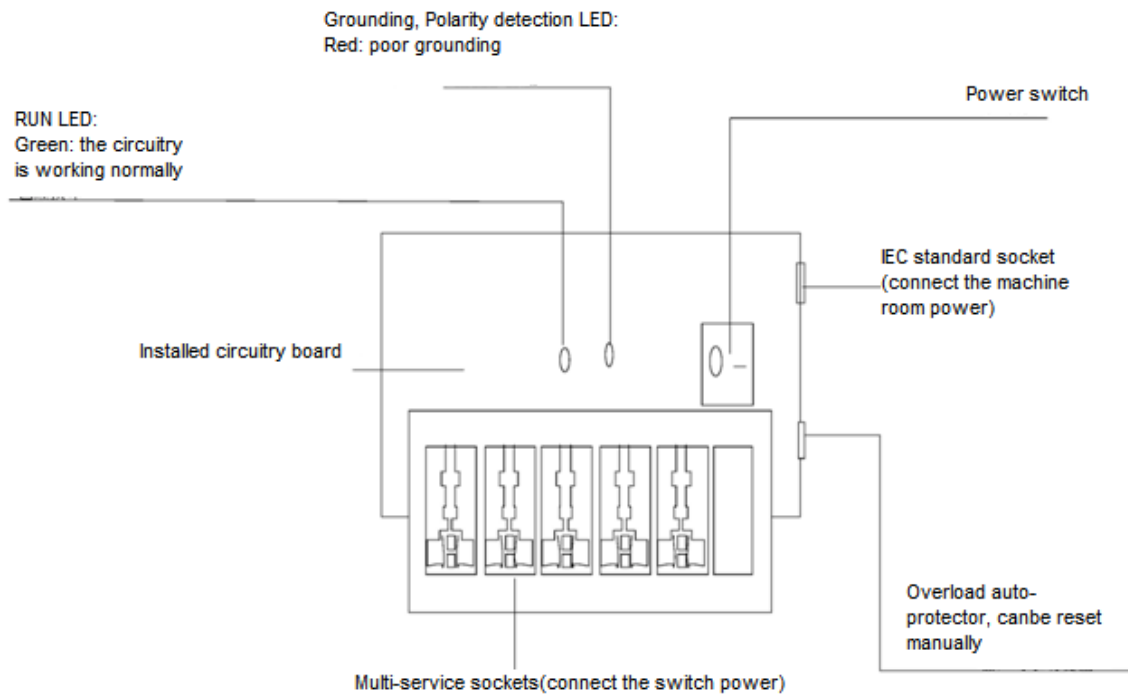 Grounding, Polarity detection LED:
Red: poor grounding
Power switch
RUN LED:
Green: the circuitry
is working normally
IEC standard socket
(connect the machine
room power)
Installed circuitry board
Overload auto-
protector, canbe reset
manually
Multi-service sockets(connect the switch power)